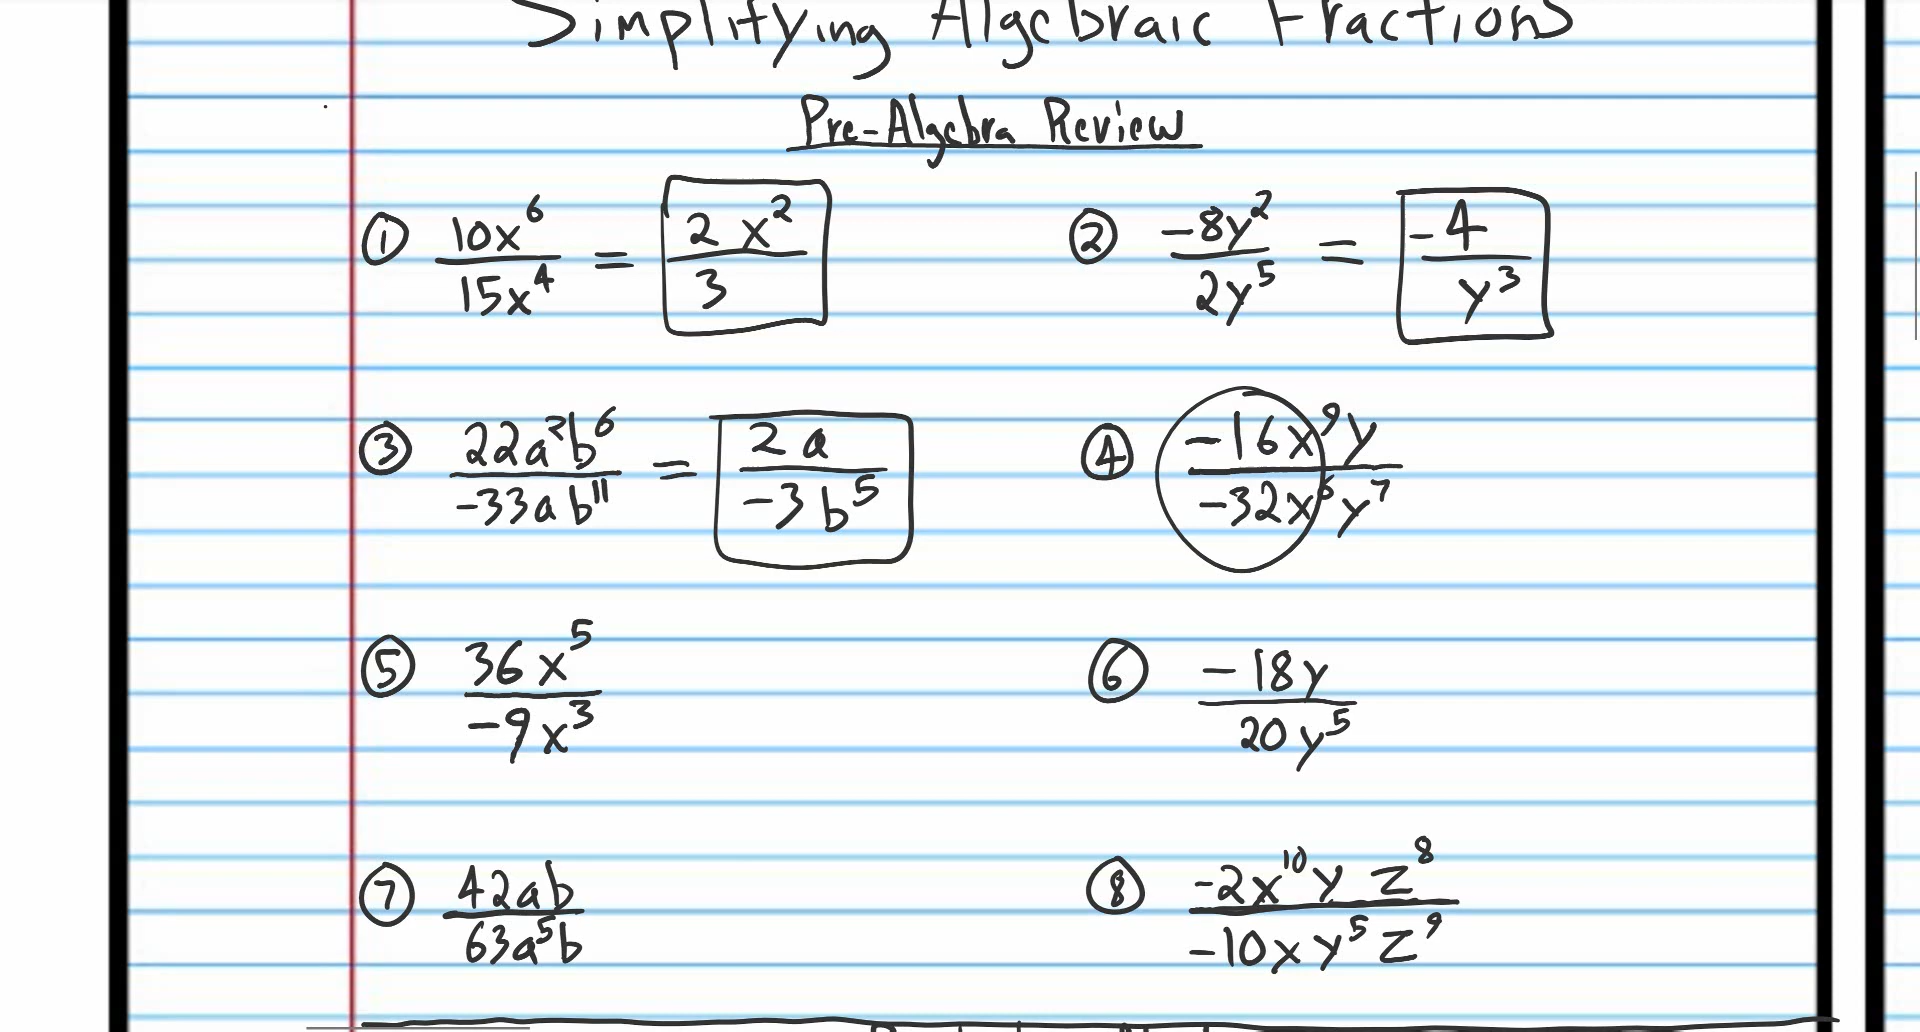 Simplifying Algebraic Fractions
Pre-Algebra Review
① 10x⁶/15x⁴ = 2x²/3
② -8y²/2y⁵ = -4/y³
③ 22a²b⁶/-33ab¹¹ = 2a/-3b⁵
④ -16x⁹y/-32x⁶y⁷
⑤ 36x⁵/-9x³
⑥ -18y/20y⁵
⑦ 42ab/63a⁵b
⑧ -2x¹⁰yz⁸/-10xy⁵z⁹